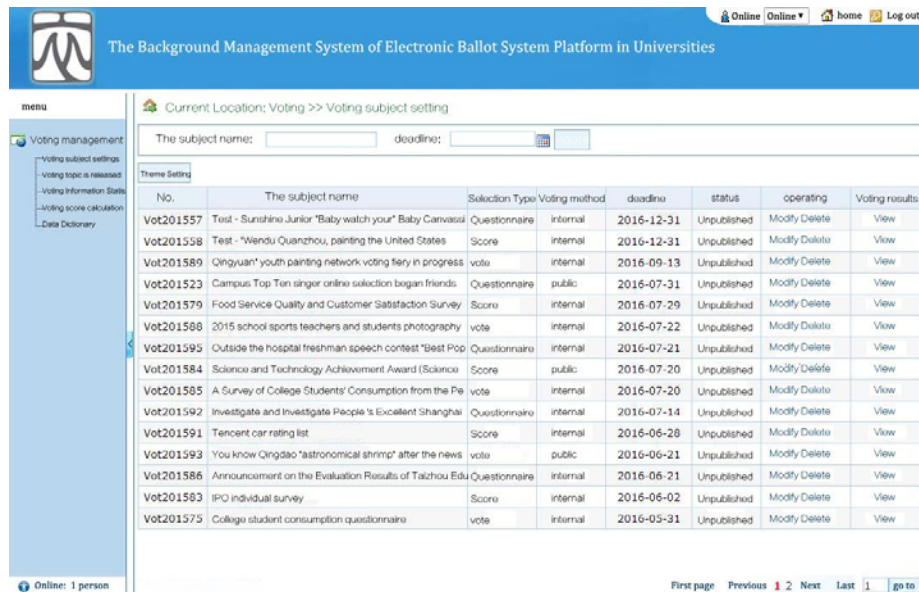 Online Online home Log out
The Background Management System of Electronic Ballot System Platform in Universities
menu
Current Location: Voting >> Voting subject setting
Voting management
Voting subject settings
Voting topic is released
Voting Information Statis
Voting score calculation
Data Dictionary
The subject name: deadline:
Theme Setting
No. The subject name Selection Type Voting method deadline status operating Voting results
Vot201557 Test - Sunshine Junior "Baby watch your" Baby Canvassi Questionnaire internal 2016-12-31 Unpublished Modify Delete View
Vot201558 Test - "Wendu Quanzhou, painting the United States Score internal 2016-12-31 Unpublished Modify Delete View
Vot201589 Qingyuan" youth painting network voting fiery in progress vote internal 2016-09-13 Unpublished Modify Delete View
Vot201523 Campus Top Ten singer online selection began friends Questionnaire public 2016-07-31 Unpublished Modify Delete View
Vot201579 Food Service Quality and Customer Satisfaction Survey Score internal 2016-07-29 Unpublished Modify Delete View
Vot201588 2015 school sports teachers and students photography vote internal 2016-07-22 Unpublished Modify Delete View
Vot201595 Outside the hospital freshman speech contest "Best Pop Questionnaire internal 2016-07-21 Unpublished Modify Delete View
Vot201584 Science and Technology Achievement Award (Science Score public 2016-07-20 Unpublished Modify Delete View
Vot201585 A Survey of College Students' Consumption from the Pe vote internal 2016-07-20 Unpublished Modify Delete View
Vot201592 Investigate and Investigate People 's Excellent Shanghai Questionnaire internal 2016-07-14 Unpublished Modify Delete View
Vot201591 Tencent car rating list Score internal 2016-06-28 Unpublished Modify Delete View
Vot201593 You know Qingdao "astronomical shrimp" after the news vote public 2016-06-21 Unpublished Modify Delete View
Vot201586 Announcement on the Evaluation Results of Taizhou Edu Questionnaire internal 2016-06-21 Unpublished Modify Delete View
Vot201583 IPO individual survey Score internal 2016-06-02 Unpublished Modify Delete View
Vot201575 College student consumption questionnaire vote internal 2016-05-31 Unpublished Modify Delete View
Online: 1 person
First page Previous 1 2 Next Last 1 go to